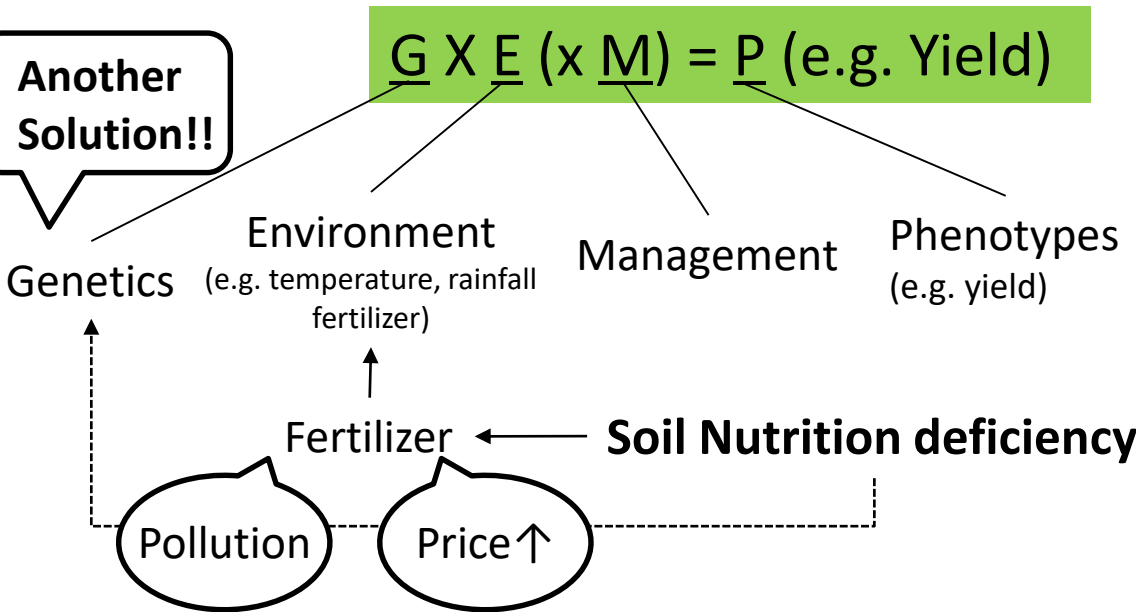 G X E (x M) = P (e.g. Yield)
Another
Solution!!
Genetics
Environment
(e.g. temperature, rainfall
fertilizer)
Management
Phenotypes
(e.g. yield)
Fertilizer
Soil Nutrition deficiency
Pollution
Price↑